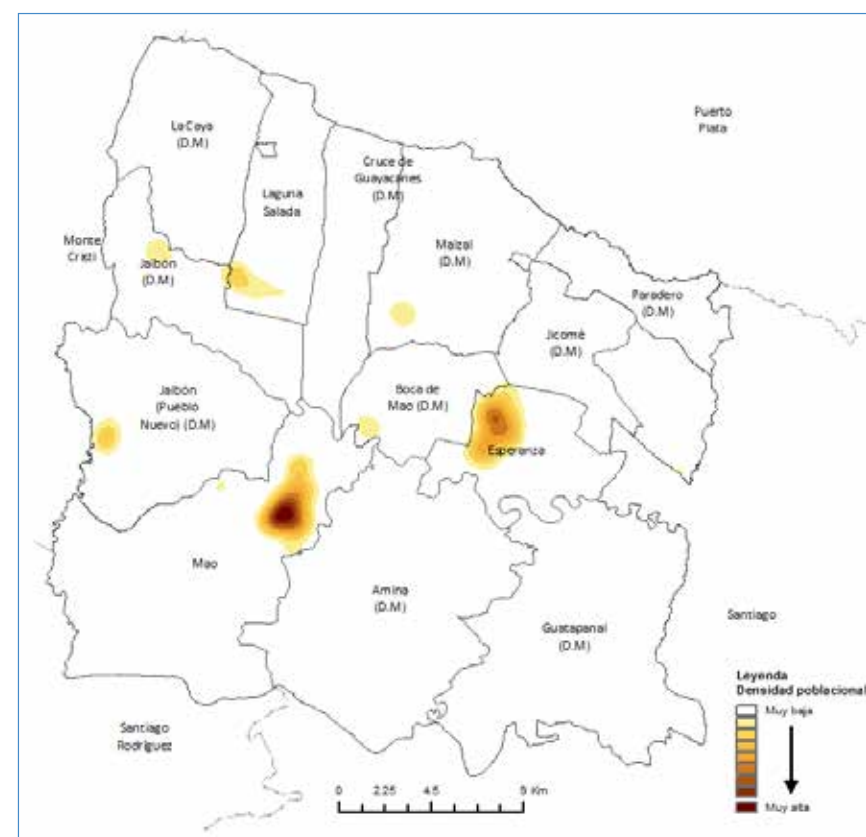 Puerto
Plata
La Caya
(D.M)
Cruce de
Guayacanes
(D.M)
Laguna
Salada
Monte
Cristi
Jaibón
(D.M)
Maizal
(D.M)
Paradero
(D.M)
Jicomé
(D.M)
Jaibón
(Pueblo
Nuevo) (D.M)
Boca de
Mao (D.M)
Esperanza
Mao
Amina
(D.M)
Guatapanal
(D.M)
Santiago
Santiago
Rodríguez
Leyenda
Densidad poblacional
Muy baja
Muy alta
0 2.25 4.5 9 Km